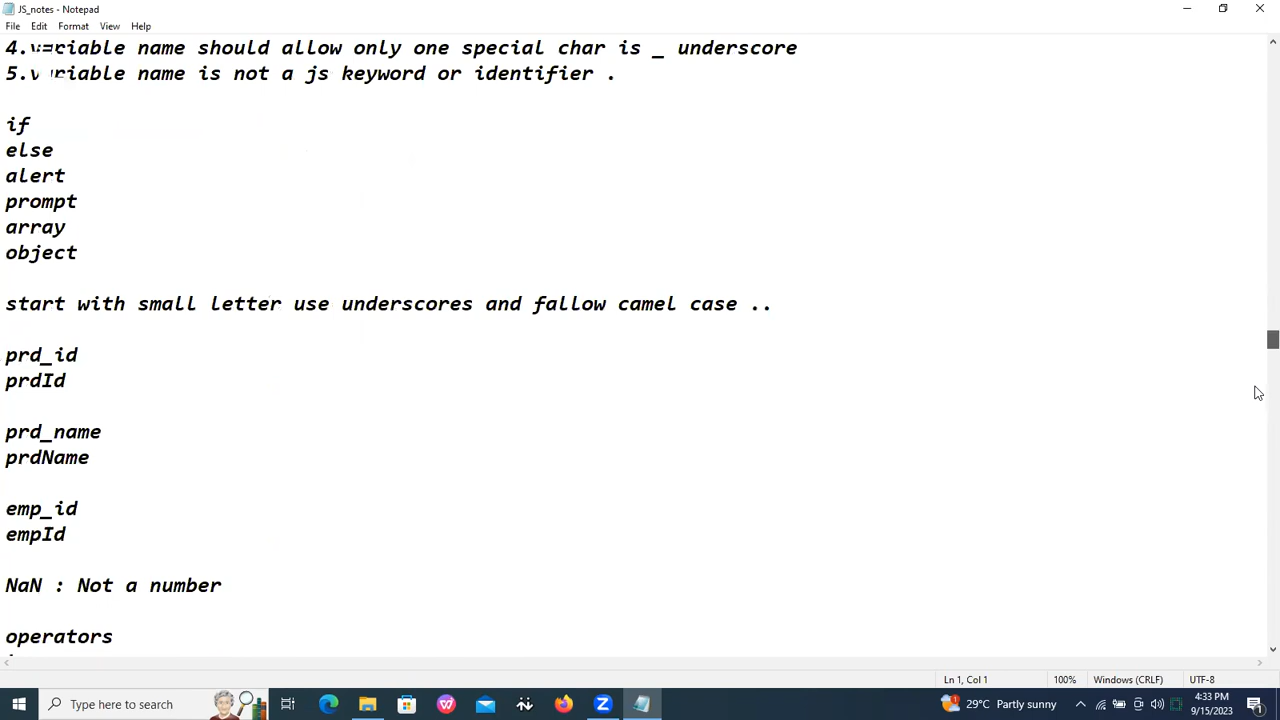 JS_notes - Notepad
File Edit Format View Help
4.variable name should allow only one special char is _ underscore
5.variable name is not a js keyword or identifier .
if
else
alert
prompt
array
object
start with small letter use underscores and fallow camel case ..
prd_id
prdId
prd_name
prdName
emp_id
empId
NaN : Not a number
operators
Ln 1, Col 1 100% Windows (CRLF) UTF-8
Type here to search
29°C Partly sunny
4:33 PM
9/15/2023